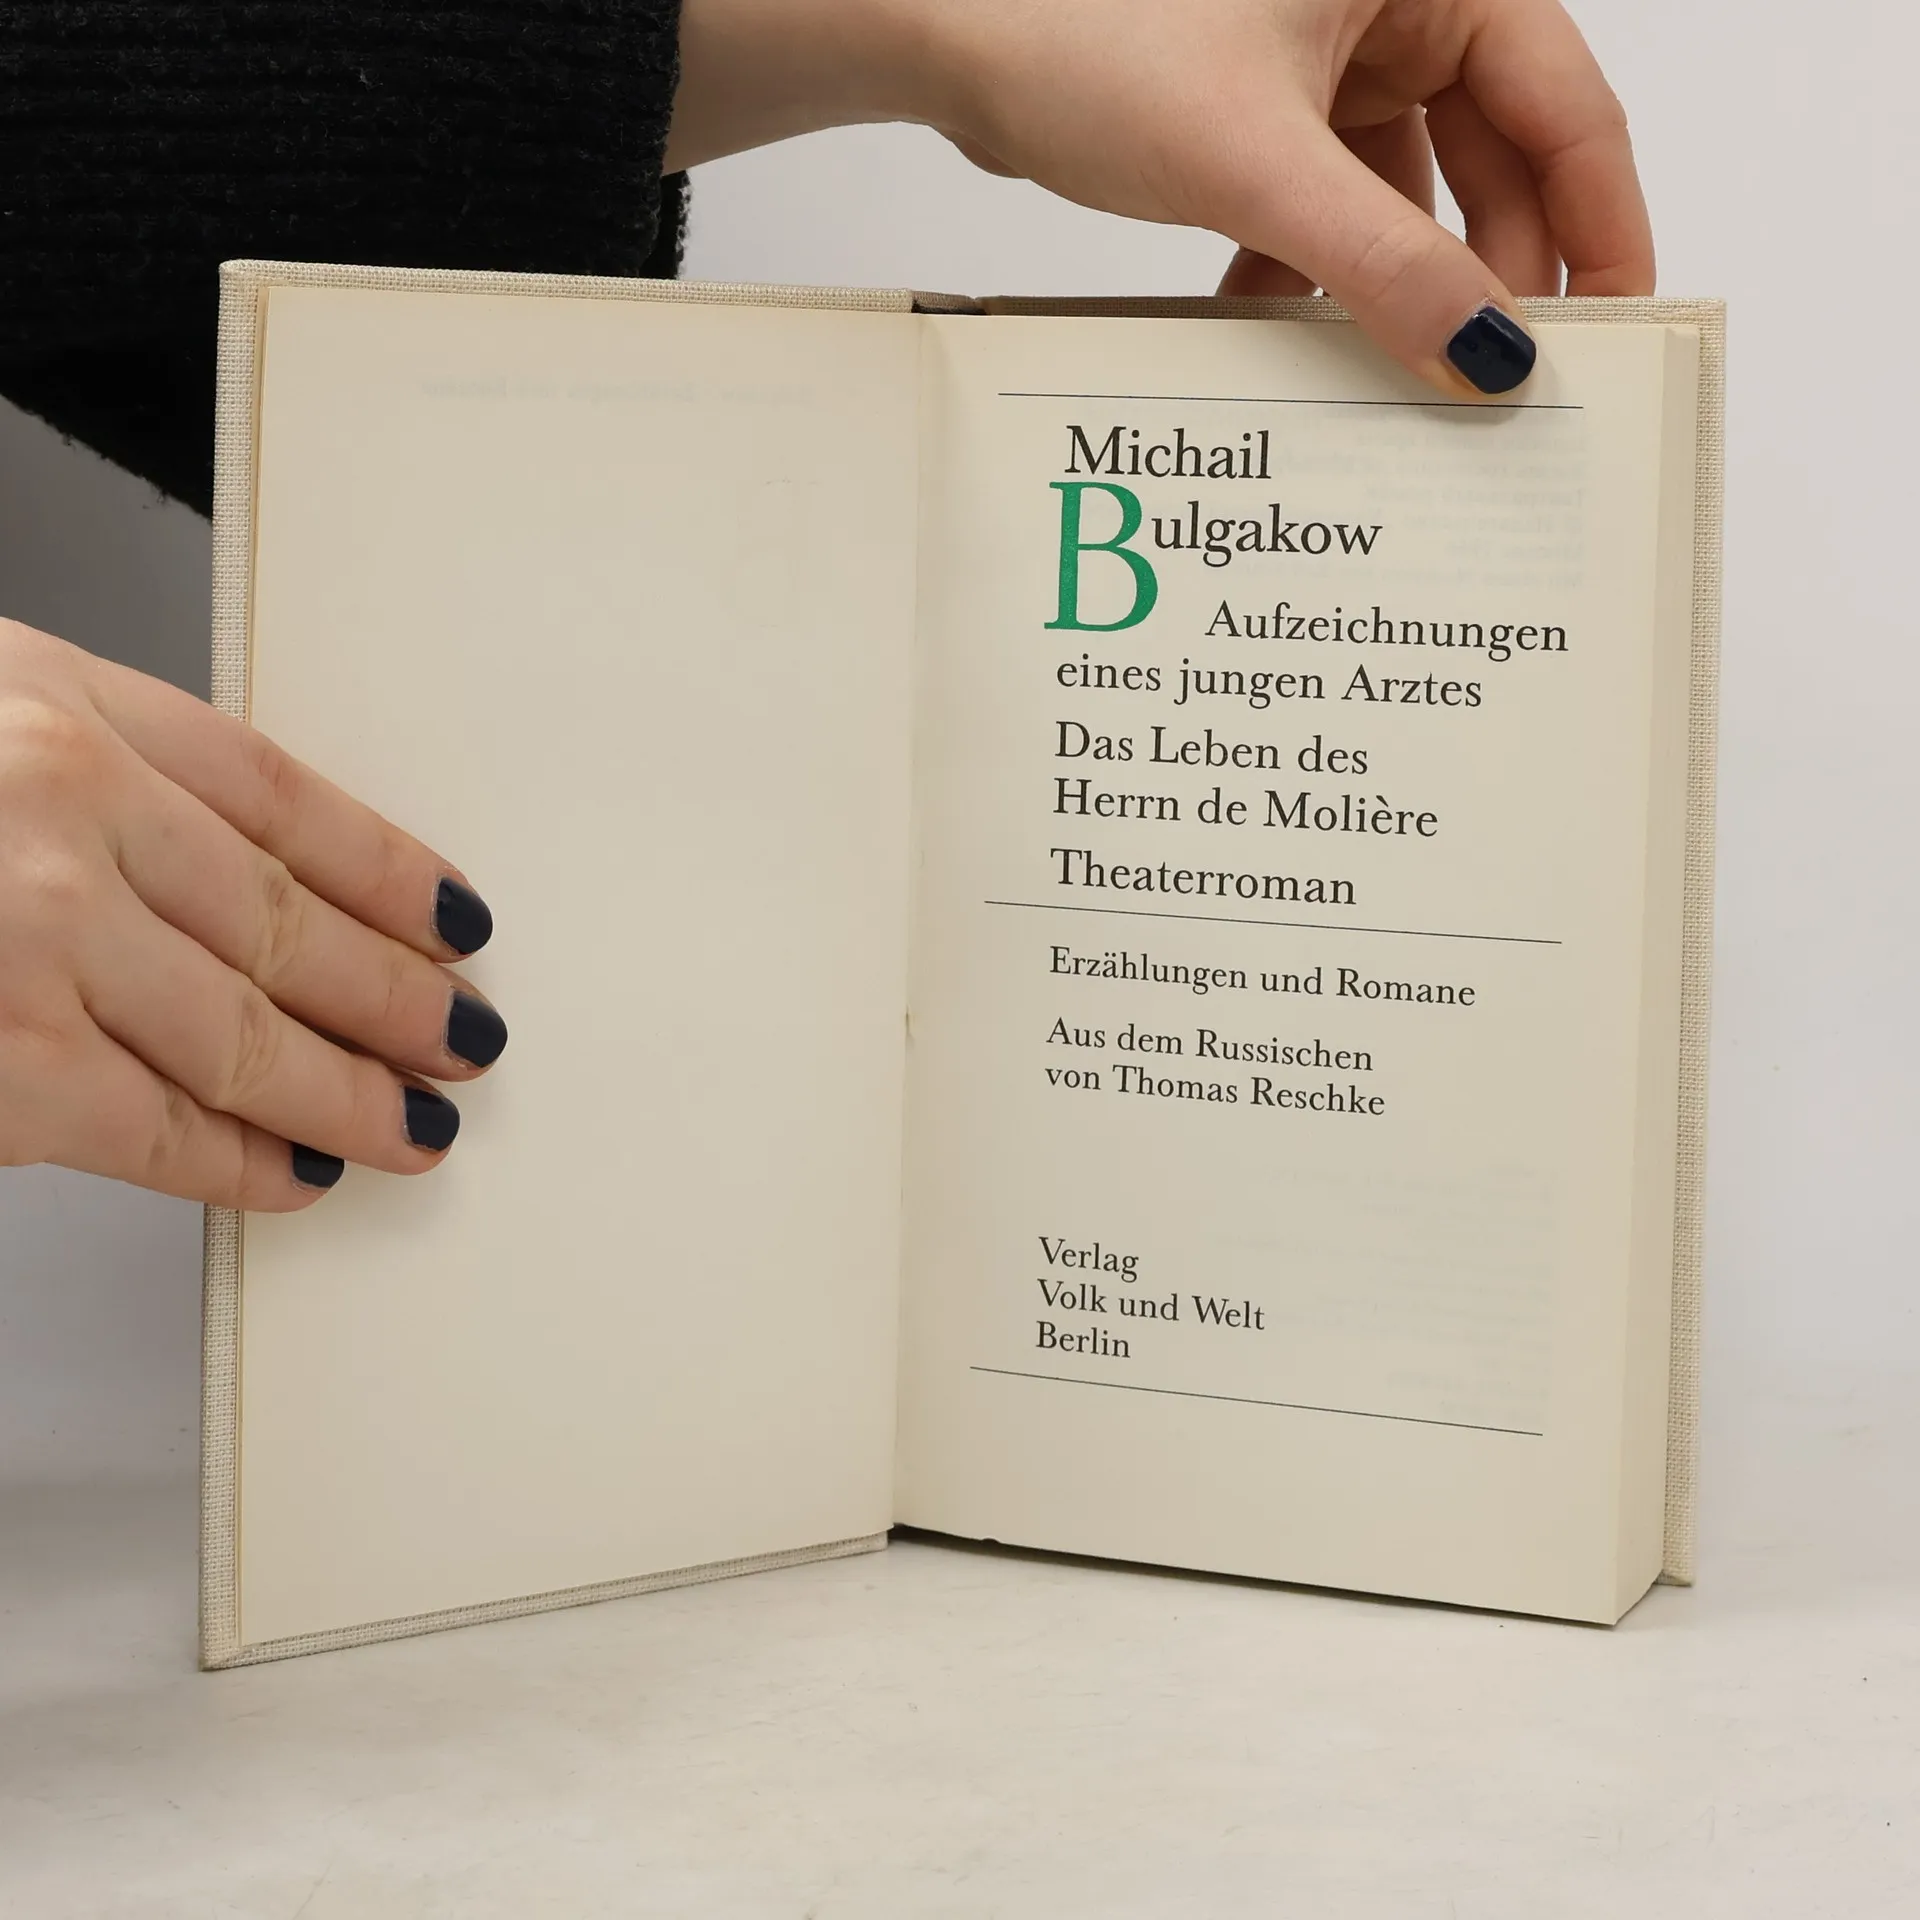 Michail
Bulgakow
Aufzeichnungen
eines jungen Arztes
Das Leben des
Herrn de Molière
Theaterroman
Erzählungen und Romane
Aus dem Russischen
von Thomas Reschke
Verlag
Volk und Welt
Berlin